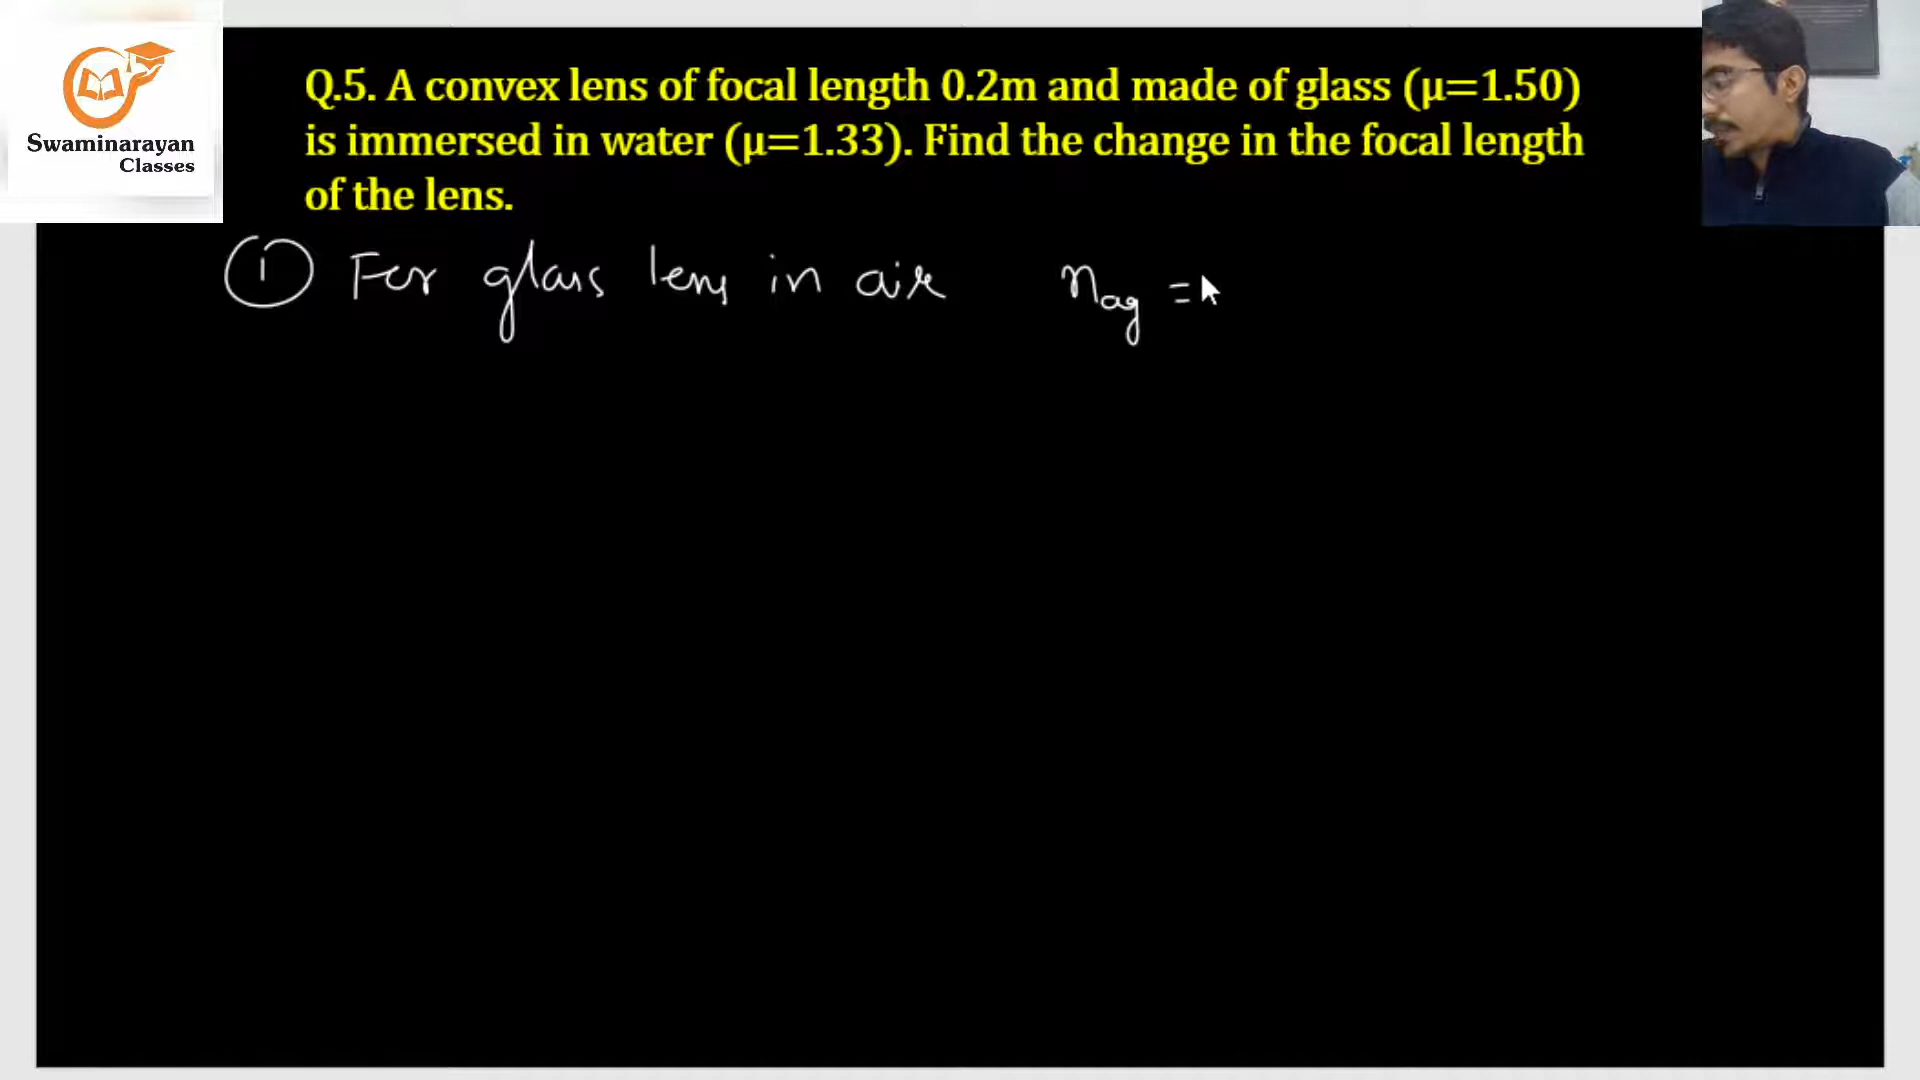 Swaminarayan
Classes
Q.5. A convex lens of focal length 0.2m and made of glass (μ=1.50)
is immersed in water (μ=1.33). Find the change in the focal length
of the lens.
① For glass lens in air n_ag =